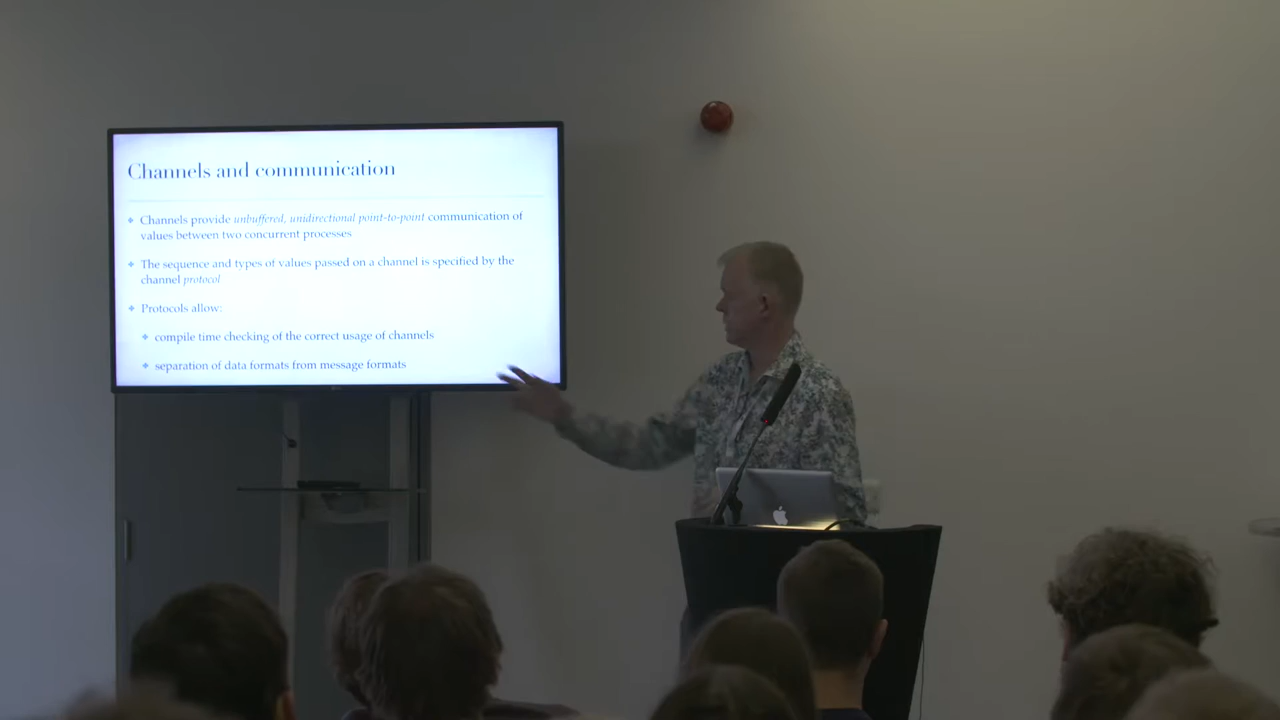 Channels and communication
Channels provide unbuffered, unidirectional point-to-point communication of
values between two concurrent processes
The sequence and types of values passed on a channel is specified by the
channel protocol
Protocols allow:
compile time checking of the correct usage of channels
separation of data formats from message formats